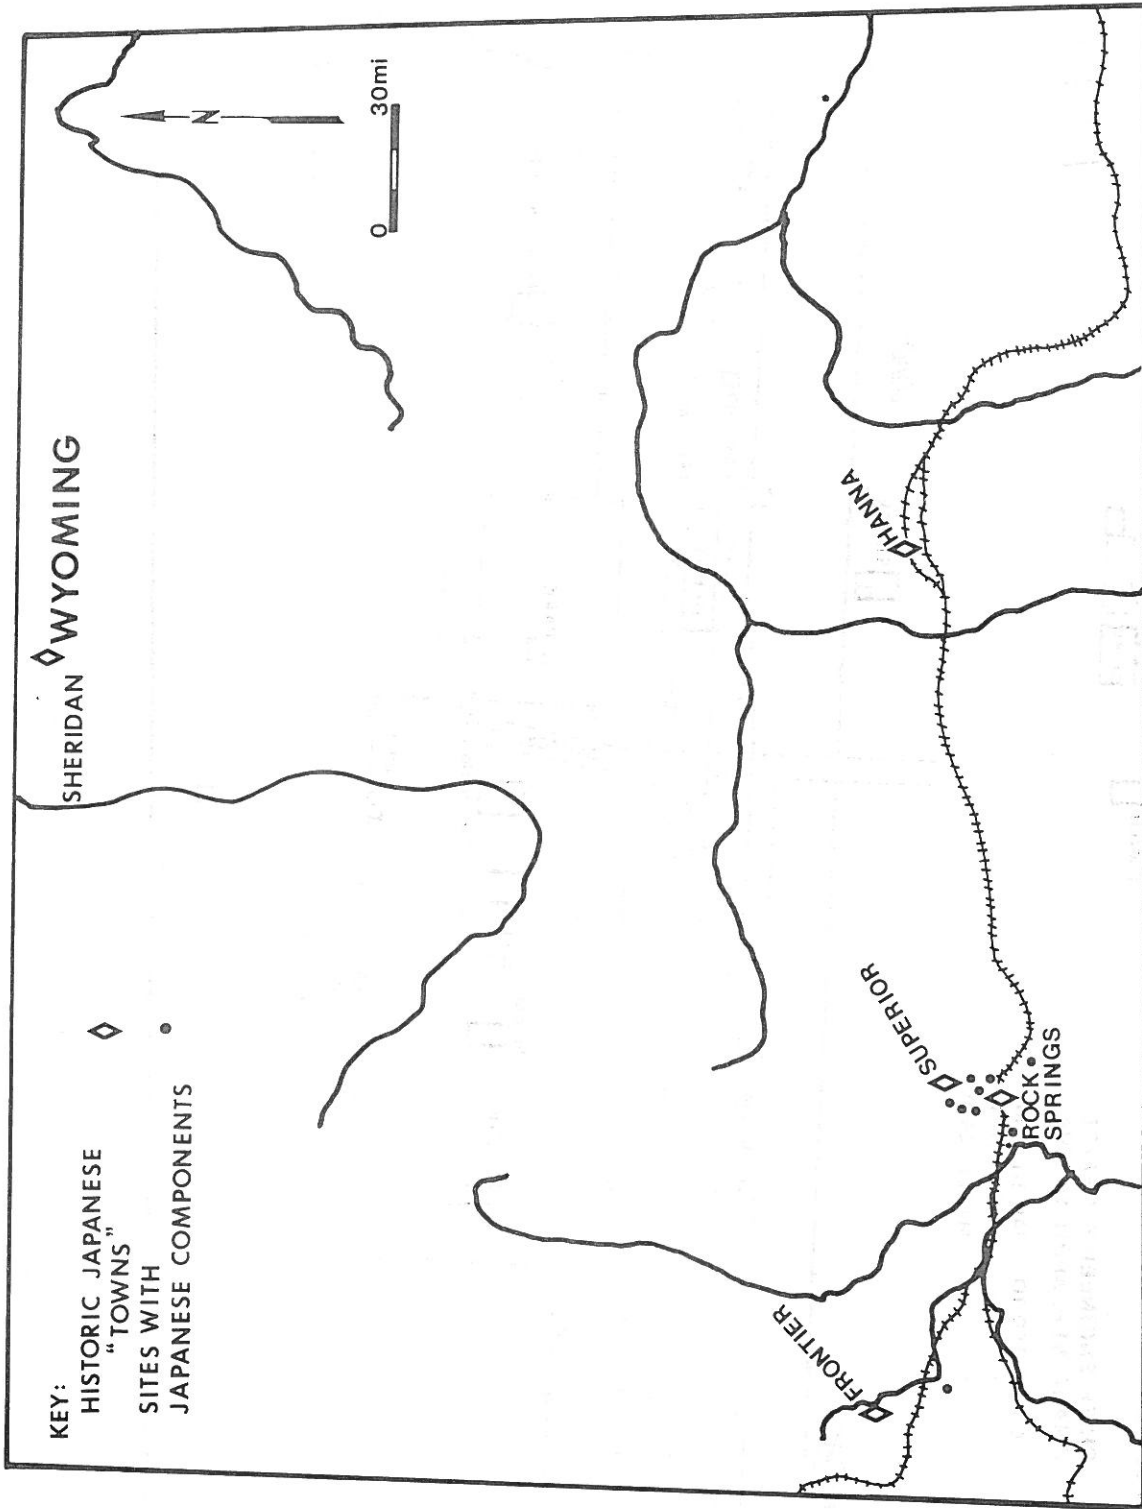 KEY:
HISTORIC JAPANESE
"TOWNS"
SITES WITH
JAPANESE COMPONENTS
SHERIDAN
WYOMING
N
0 30mi
FRONTIER
SUPERIOR
ROCK
SPRINGS
HANNA